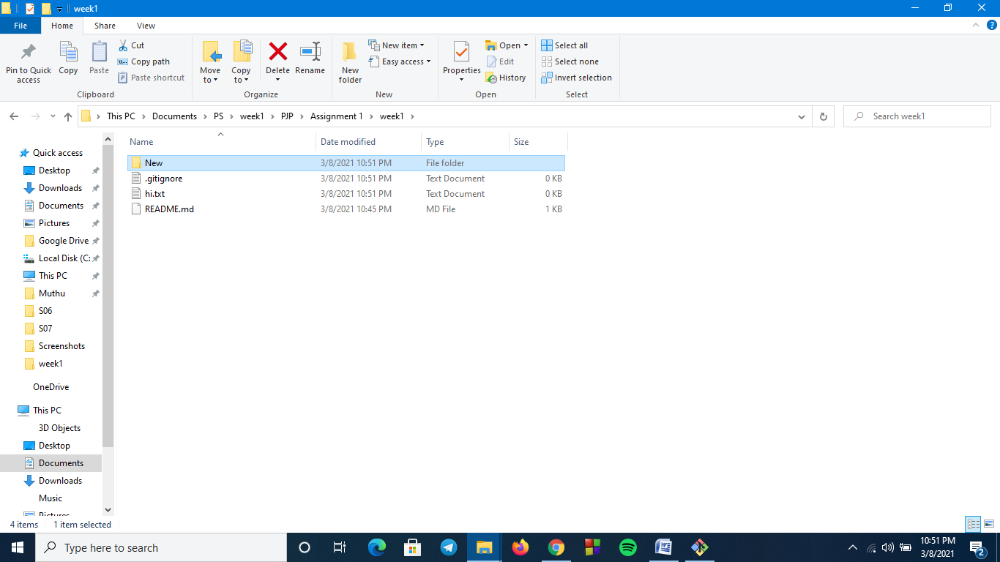 week1
File Home Share View
Pin to Quick access
Copy
Paste
Cut
Copy path
Paste shortcut
Clipboard
Move to
Copy to
Delete
Rename
Organize
New folder
New item
Easy access
New
Properties
Open
Edit
History
Open
Select all
Select none
Invert selection
Select
This PC > Documents > PS > week1 > PJP > Assignment 1 > week1 >
Search week1
Quick access
Desktop
Downloads
Documents
Pictures
Google Drive
Local Disk (C:
This PC
Muthu
S06
S07
Screenshots
week1
OneDrive
This PC
3D Objects
Desktop
Documents
Downloads
Music
Pictures
Name Date modified Type Size
New 3/8/2021 10:51 PM File folder
.gitignore 3/8/2021 10:51 PM Text Document 0 KB
hi.txt 3/8/2021 10:51 PM Text Document 0 KB
README.md 3/8/2021 10:45 PM MD File 1 KB
4 items 1 item selected
Type here to search
10:51 PM
3/8/2021
2